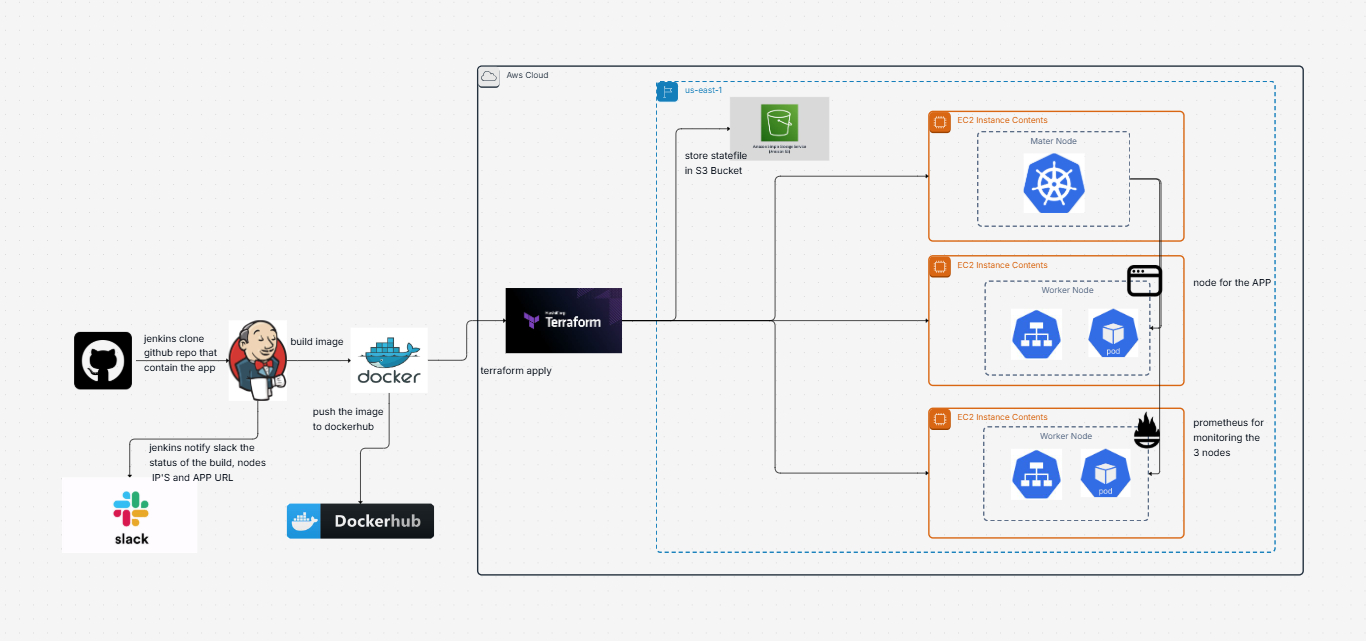 Aws Cloud
us-east-1
store statefile
in S3 Bucket
EC2 Instance Contents
Mater Node
EC2 Instance Contents
Worker Node
pod
node for the APP
EC2 Instance Contents
Worker Node
pod
prometheus for
monitoring the
3 nodes
HashiCorp
Terraform
terraform apply
jenkins clone
github repo that
contain the app
build image
docker
push the image
to dockerhub
jenkins notify slack the
status of the build, nodes
IP'S and APP URL
slack
Dockerhub